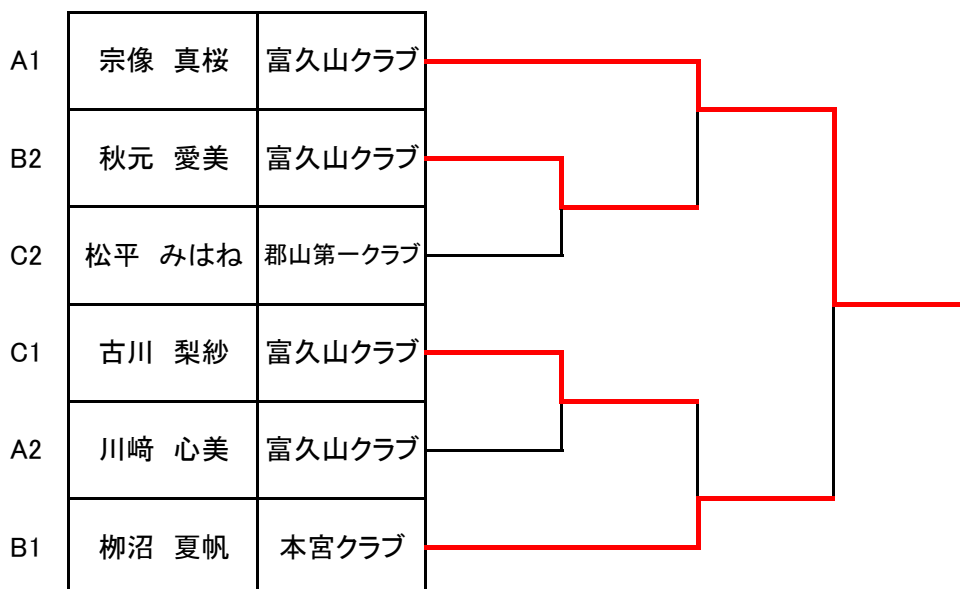 A1 宗像 真桜 富久山クラブ
B2 秋元 愛美 富久山クラブ
C2 松平 みはね 郡山第一クラブ
C1 古川 梨紗 富久山クラブ
A2 川﨑 心美 富久山クラブ
B1 栁沼 夏帆 本宮クラブ